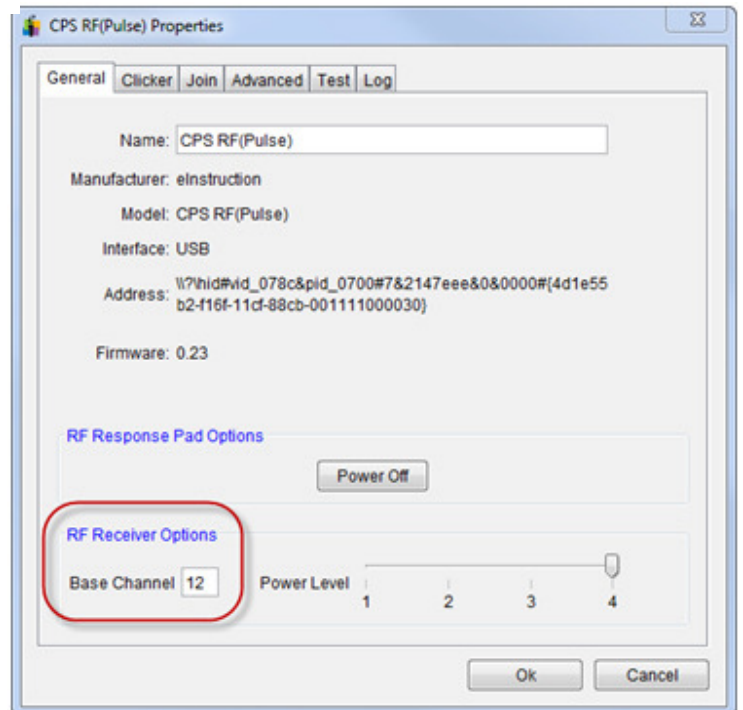 CPS RF(Pulse) Properties
General Clicker Join Advanced Test Log
Name: CPS RF(Pulse)
Manufacturer: eInstruction
Model: CPS RF(Pulse)
Interface: USB
Address: \\?\hid#vid_078c&pid_0700#7&2147eee&0&0000#{4d1e55
b2-f16f-11cf-88cb-001111000030}
Firmware: 0.23
RF Response Pad Options
Power Off
RF Receiver Options
Base Channel 12 Power Level
1 2 3 4
Ok Cancel